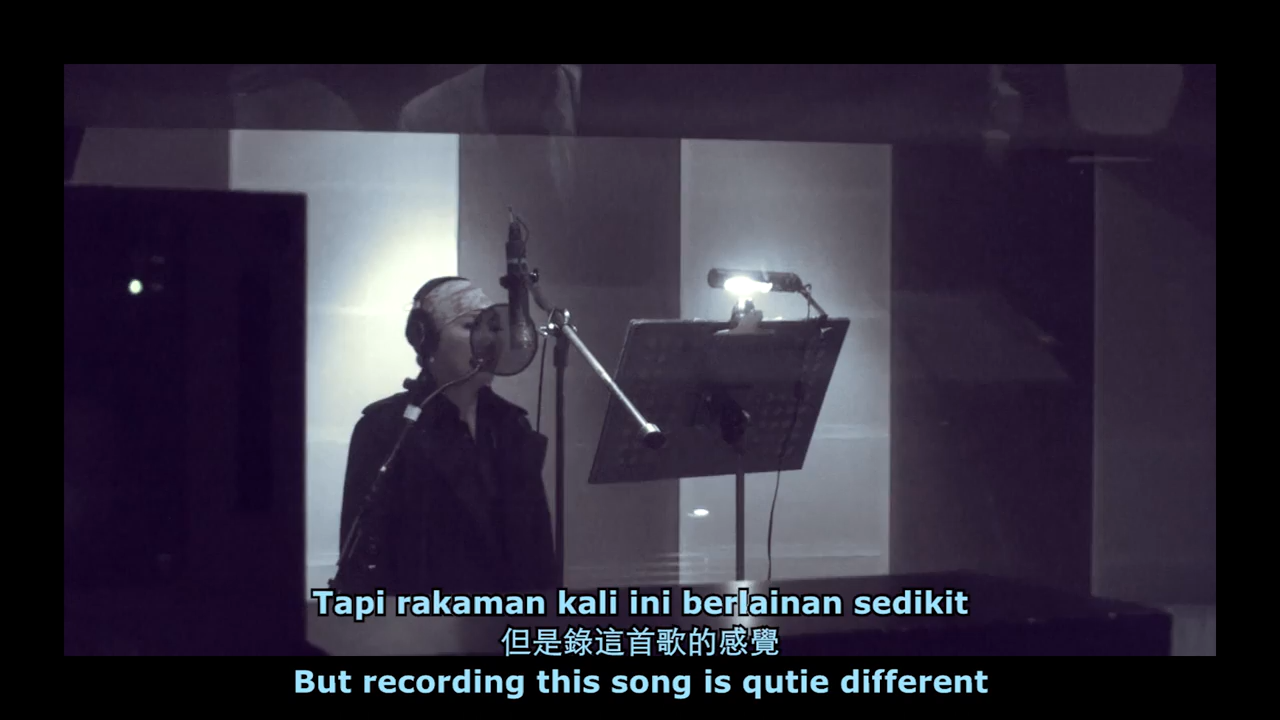 Tapi rakaman kali ini berlainan sedikit
但是錄這首歌的感覺
But recording this song is qutie different